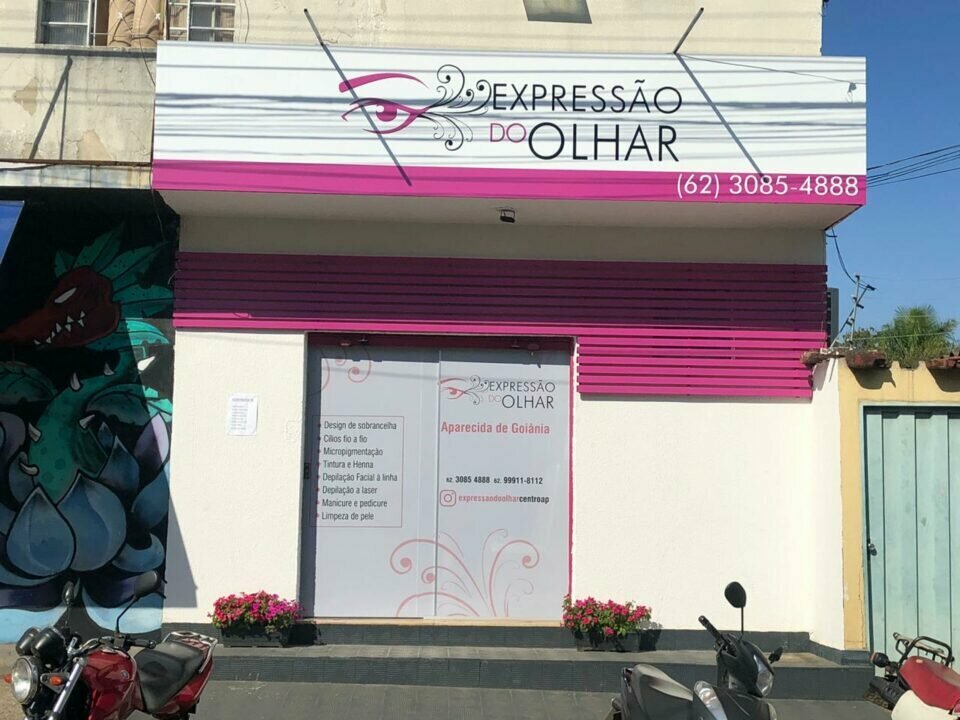 EXPRESSÃO
DO OLHAR
(62) 3085-4888
EXPRESSÃO
DO OLHAR
Aparecida de Goiânia
• Design de sobrancelha
• Cílios fio a fio
• Micropigmentação
• Tintura e Henna
• Depilação Facial à linha
• Depilação a laser
• Manicure e pedicure
• Limpeza de pele
62. 3085 4888 62. 99911-8112
expressaodoolharcentroap